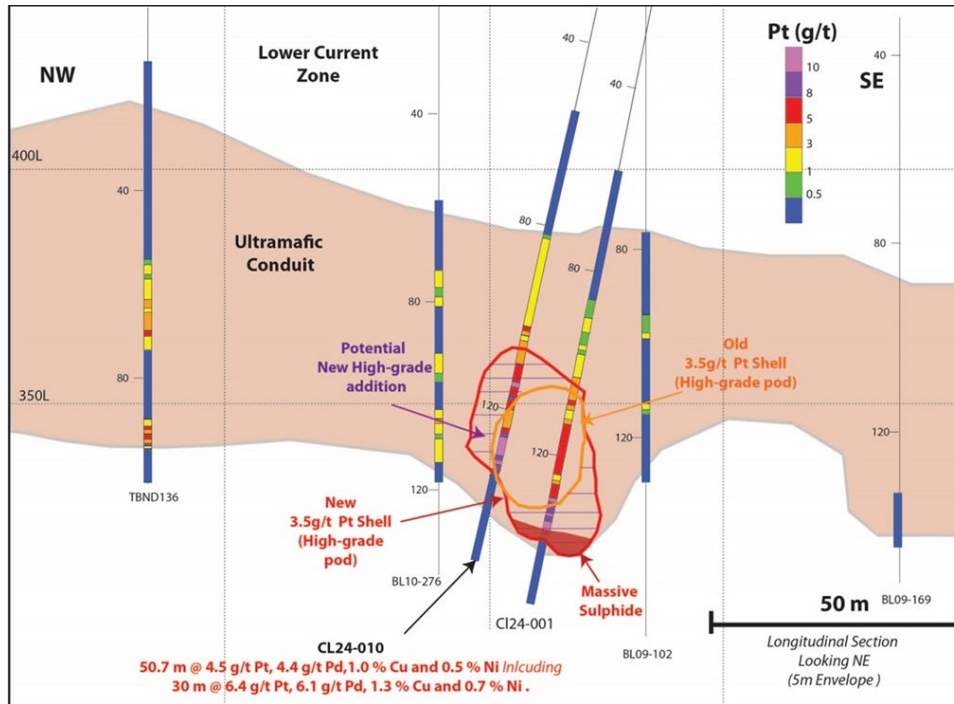 Lower Current
Zone
NW
SE
Pt (g/t)
10
8
5
3
1
0.5
40
40
40
40
40
80
80
80
80
80
80
120
120
120
120
120
400L
350L
Ultramafic
Conduit
Potential
New High-grade
addition
Old
3.5g/t Pt Shell
(High-grade pod)
New
3.5g/t Pt Shell
(High-grade
pod)
Massive
Sulphide
TBND136
BL10-276
CL24-010
Cl24-001
BL09-102
BL09-169
50 m
Longitudinal Section
Looking NE
(5m Envelope )
50.7 m @ 4.5 g/t Pt, 4.4 g/t Pd,1.0 % Cu and 0.5 % Ni Inlcuding
30 m @ 6.4 g/t Pt, 6.1 g/t Pd, 1.3 % Cu and 0.7 % Ni .